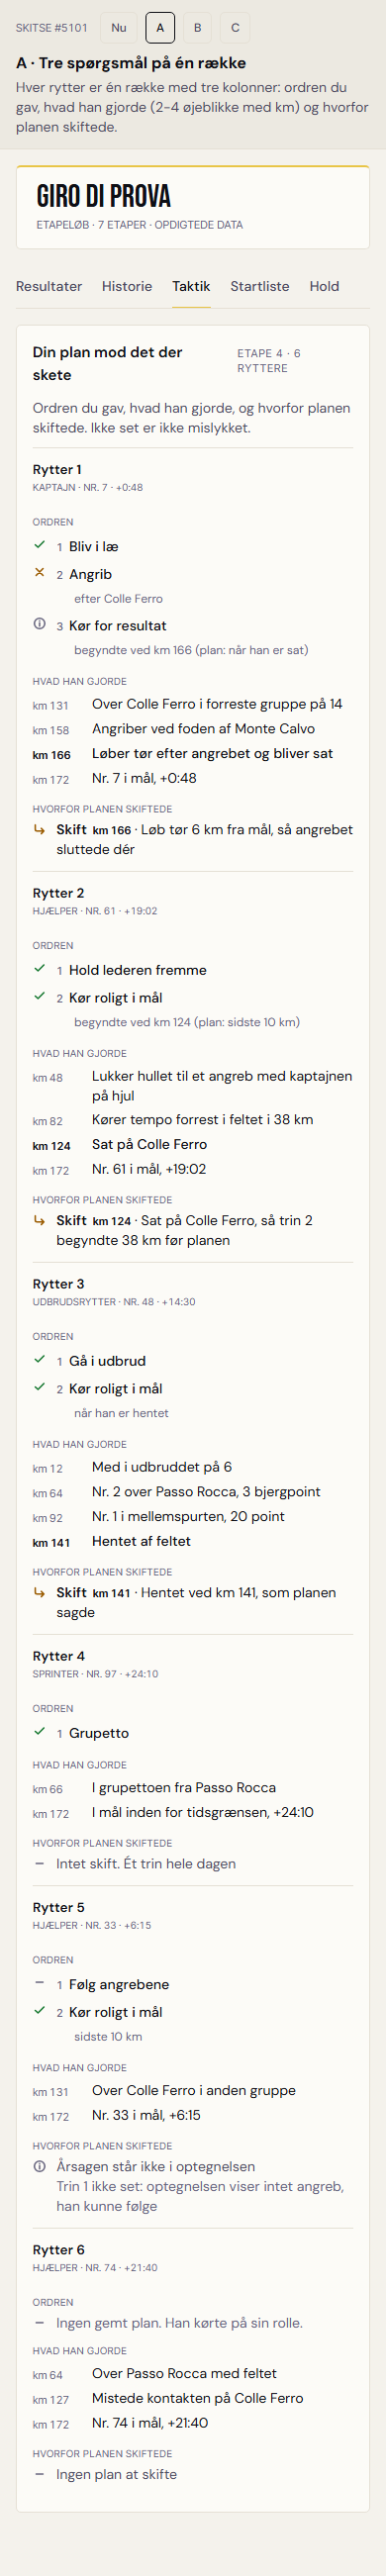 SKITSE #5101 Nu A B C
A · Tre spørgsmål på én række
Hver rytter er én række med tre kolonner: ordren du
gav, hvad han gjorde (2-4 øjeblikke med km) og hvorfor
planen skiftede.
GIRO DI PROVA
ETAPELØB · 7 ETAPER · OPDIGTEDE DATA
Resultater Historie Taktik Startliste Hold
Din plan mod det der
skete
ETAPE 4 · 6
RYTTERE
Ordren du gav, hvad han gjorde, og hvorfor planen
skiftede. Ikke set er ikke mislykket.
Rytter 1
KAPTAJN · NR. 7 · +0:48
ORDREN
1 Bliv i læ
2 Angrib
efter Colle Ferro
3 Kør for resultat
begyndte ved km 166 (plan: når han er sat)
HVAD HAN GJORDE
km 131 Over Colle Ferro i forreste gruppe på 14
km 158 Angriber ved foden af Monte Calvo
km 166 Løber tør efter angrebet og bliver sat
km 172 Nr. 7 i mål, +0:48
HVORFOR PLANEN SKIFTEDE
Skift km 166 · Løb tør 6 km fra mål, så angrebet
sluttede dér
Rytter 2
HJÆLPER · NR. 61 · +19:02
ORDREN
1 Hold lederen fremme
2 Kør roligt i mål
begyndte ved km 124 (plan: sidste 10 km)
HVAD HAN GJORDE
km 48 Lukker hullet til et angreb med kaptajnen
på hjul
km 82 Kører tempo forrest i feltet i 38 km
km 124 Sat på Colle Ferro
km 172 Nr. 61 i mål, +19:02
HVORFOR PLANEN SKIFTEDE
Skift km 124 · Sat på Colle Ferro, så trin 2
begyndte 38 km før planen
Rytter 3
UDBRUDSRYTTER · NR. 48 · +14:30
ORDREN
1 Gå i udbrud
2 Kør roligt i mål
når han er hentet
HVAD HAN GJORDE
km 12 Med i udbruddet på 6
km 64 Nr. 2 over Passo Rocca, 3 bjergpoint
km 92 Nr. 1 i mellemspurten, 20 point
km 141 Hentet af feltet
HVORFOR PLANEN SKIFTEDE
Skift km 141 · Hentet ved km 141, som planen
sagde
Rytter 4
SPRINTER · NR. 97 · +24:10
ORDREN
1 Grupetto
HVAD HAN GJORDE
km 66 I grupettoen fra Passo Rocca
km 172 I mål inden for tidsgrænsen, +24:10
HVORFOR PLANEN SKIFTEDE
– Intet skift. Ét trin hele dagen
Rytter 5
HJÆLPER · NR. 33 · +6:15
ORDREN
– 1 Følg angrebene
2 Kør roligt i mål
sidste 10 km
HVAD HAN GJORDE
km 131 Over Colle Ferro i anden gruppe
km 172 Nr. 33 i mål, +6:15
HVORFOR PLANEN SKIFTEDE
Årsagen står ikke i optegnelsen
Trin 1 ikke set: optegnelsen viser intet angreb,
han kunne følge
Rytter 6
HJÆLPER · NR. 74 · +21:40
ORDREN
– Ingen gemt plan. Han kørte på sin rolle.
HVAD HAN GJORDE
km 64 Over Passo Rocca med feltet
km 127 Mistede kontakten på Colle Ferro
km 172 Nr. 74 i mål, +21:40
HVORFOR PLANEN SKIFTEDE
– Ingen plan at skifte